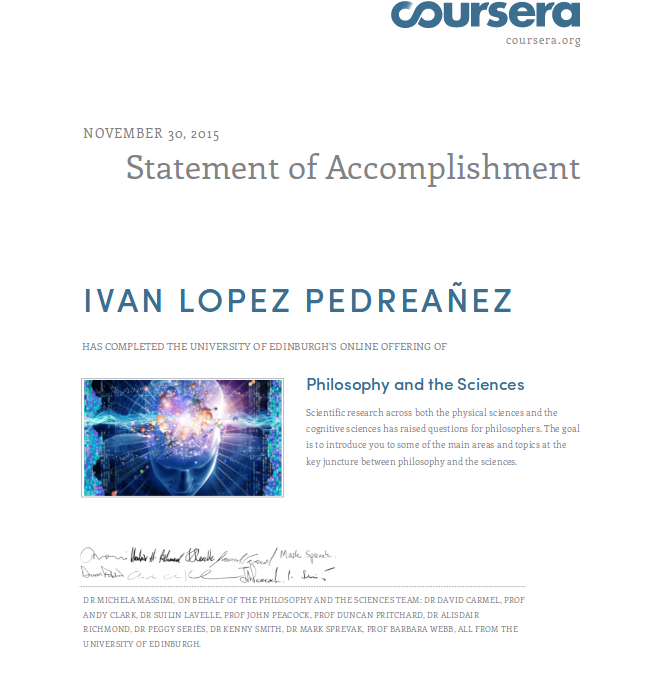 coursera
coursera.org
NOVEMBER 30, 2015
Statement of Accomplishment
IVAN LOPEZ PEDREAÑEZ
HAS COMPLETED THE UNIVERSITY OF EDINBURGH'S ONLINE OFFERING OF
Philosophy and the Sciences
Scientific research across both the physical sciences and the
cognitive sciences has raised questions for philosophers. The goal
is to introduce you to some of the main areas and topics at the
key juncture between philosophy and the sciences.
Mark Sprevak
DR MICHELA MASSIMI, ON BEHALF OF THE PHILOSOPHY AND THE SCIENCES TEAM: DR DAVID CARMEL, PROF
ANDY CLARK, DR SUILIN LAVELLE, PROF JOHN PEACOCK, PROF DUNCAN PRITCHARD, DR ALISDAIR
RICHMOND, DR PEGGY SERIÈS, DR KENNY SMITH, DR MARK SPREVAK, PROF BARBARA WEBB, ALL FROM THE
UNIVERSITY OF EDINBURGH.